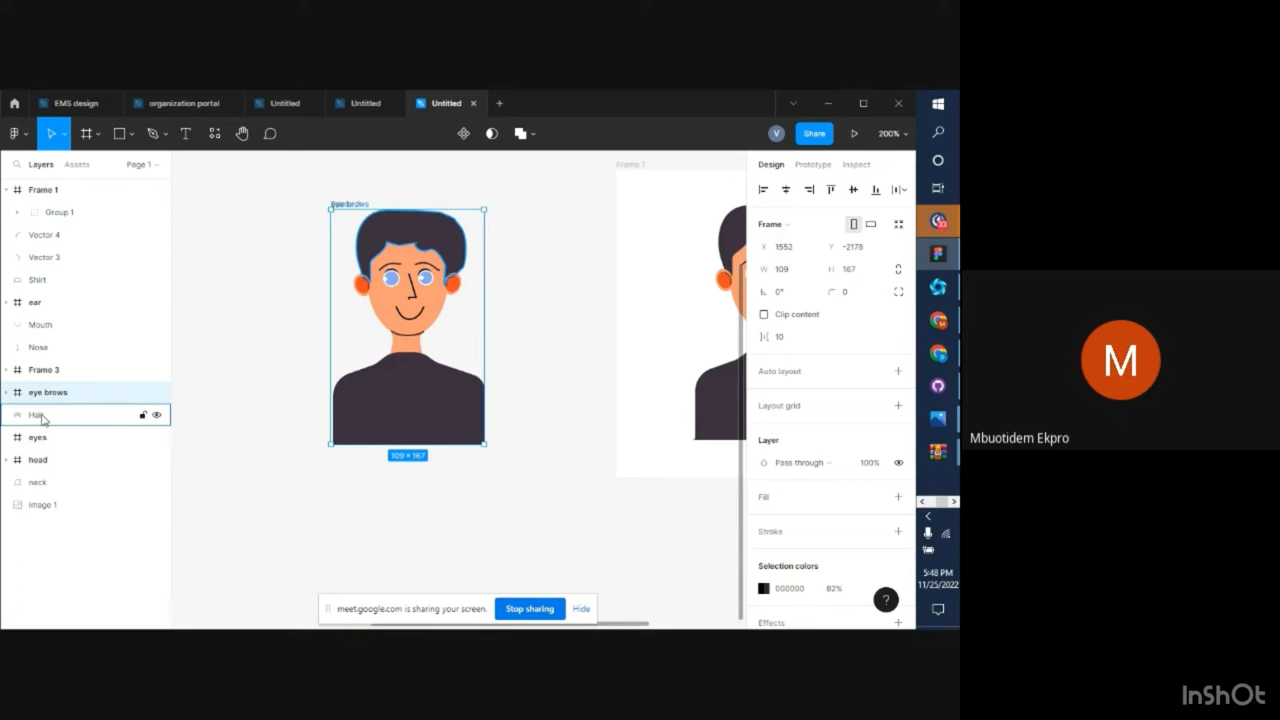 EMS design
organization portal
Untitled
Untitled
Untitled
Share
200%
Layers
Assets
Page 1
Frame 1
Group 1
Vector 4
Vector 3
Shirt
ear
Mouth
Nose
Frame 3
eye brows
Hair
eyes
head
neck
image 1
Frame 1
109 × 167
meet.google.com is sharing your screen.
Stop sharing
Hide
Design
Prototype
Inspect
Frame
X 1552 Y -2178
W 109 H 167
0° 0
Clip content
10
Auto layout
Layout grid
Layer
Pass through 100%
Fill
Stroke
Selection colors
000000 82%
Effects
?
V
5:48 PM
11/25/2022
M
Mbuotidem Ekpro
InShOt